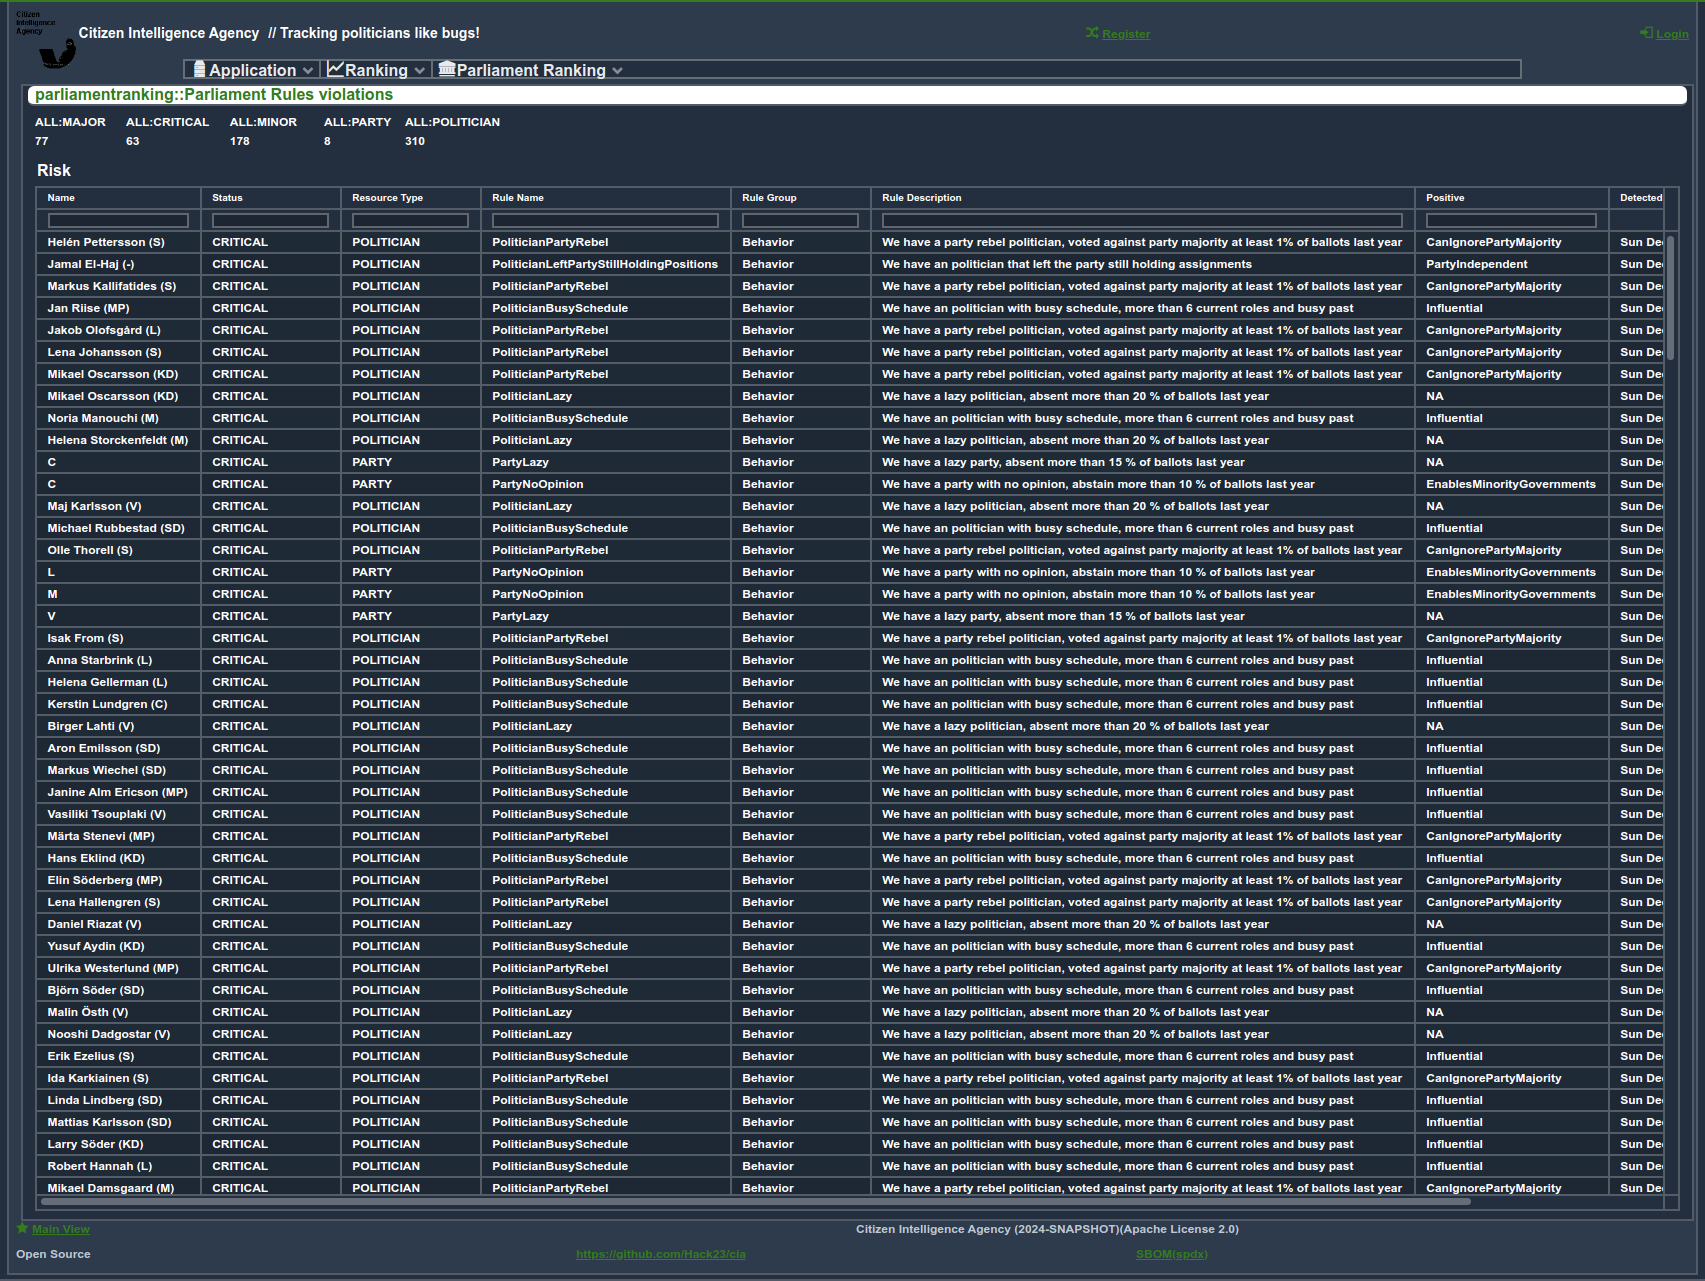 Citizen
Intelligence
Agency
Citizen Intelligence Agency // Tracking politicians like bugs!
Register
Login
Application Ranking Parliament Ranking
parliamentranking::Parliament Rules violations
ALL:MAJOR ALL:CRITICAL ALL:MINOR ALL:PARTY ALL:POLITICIAN
77 63 178 8 310
Risk
Name Status Resource Type Rule Name Rule Group Rule Description Positive Detected
Helén Pettersson (S) CRITICAL POLITICIAN PoliticianPartyRebel Behavior We have a party rebel politician, voted against party majority at least 1% of ballots last year CanIgnorePartyMajority Sun De
Jamal El-Haj (-) CRITICAL POLITICIAN PoliticianLeftPartyStillHoldingPositions Behavior We have an politician that left the party still holding assignments PartyIndependent Sun De
Markus Kallifatides (S) CRITICAL POLITICIAN PoliticianPartyRebel Behavior We have a party rebel politician, voted against party majority at least 1% of ballots last year CanIgnorePartyMajority Sun De
Jan Riise (MP) CRITICAL POLITICIAN PoliticianBusySchedule Behavior We have an politician with busy schedule, more than 6 current roles and busy past Influential Sun De
Jakob Olofsgård (L) CRITICAL POLITICIAN PoliticianPartyRebel Behavior We have a party rebel politician, voted against party majority at least 1% of ballots last year CanIgnorePartyMajority Sun De
Lena Johansson (S) CRITICAL POLITICIAN PoliticianPartyRebel Behavior We have a party rebel politician, voted against party majority at least 1% of ballots last year CanIgnorePartyMajority Sun De
Mikael Oscarsson (KD) CRITICAL POLITICIAN PoliticianPartyRebel Behavior We have a party rebel politician, voted against party majority at least 1% of ballots last year CanIgnorePartyMajority Sun De
Mikael Oscarsson (KD) CRITICAL POLITICIAN PoliticianLazy Behavior We have a lazy politician, absent more than 20 % of ballots last year NA Sun De
Noria Manouchi (M) CRITICAL POLITICIAN PoliticianBusySchedule Behavior We have an politician with busy schedule, more than 6 current roles and busy past Influential Sun De
Helena Storckenfeldt (M) CRITICAL POLITICIAN PoliticianLazy Behavior We have a lazy politician, absent more than 20 % of ballots last year NA Sun De
C CRITICAL PARTY PartyLazy Behavior We have a lazy party, absent more than 15 % of ballots last year NA Sun De
C CRITICAL PARTY PartyNoOpinion Behavior We have a party with no opinion, abstain more than 10 % of ballots last year EnablesMinorityGovernments Sun De
Maj Karlsson (V) CRITICAL POLITICIAN PoliticianLazy Behavior We have a lazy politician, absent more than 20 % of ballots last year NA Sun De
Michael Rubbestad (SD) CRITICAL POLITICIAN PoliticianBusySchedule Behavior We have an politician with busy schedule, more than 6 current roles and busy past Influential Sun De
Olle Thorell (S) CRITICAL POLITICIAN PoliticianPartyRebel Behavior We have a party rebel politician, voted against party majority at least 1% of ballots last year CanIgnorePartyMajority Sun De
L CRITICAL PARTY PartyNoOpinion Behavior We have a party with no opinion, abstain more than 10 % of ballots last year EnablesMinorityGovernments Sun De
M CRITICAL PARTY PartyNoOpinion Behavior We have a party with no opinion, abstain more than 10 % of ballots last year EnablesMinorityGovernments Sun De
V CRITICAL PARTY PartyLazy Behavior We have a lazy party, absent more than 15 % of ballots last year NA Sun De
Isak From (S) CRITICAL POLITICIAN PoliticianPartyRebel Behavior We have a party rebel politician, voted against party majority at least 1% of ballots last year CanIgnorePartyMajority Sun De
Anna Starbrink (L) CRITICAL POLITICIAN PoliticianBusySchedule Behavior We have an politician with busy schedule, more than 6 current roles and busy past Influential Sun De
Helena Gellerman (L) CRITICAL POLITICIAN PoliticianBusySchedule Behavior We have an politician with busy schedule, more than 6 current roles and busy past Influential Sun De
Kerstin Lundgren (C) CRITICAL POLITICIAN PoliticianBusySchedule Behavior We have an politician with busy schedule, more than 6 current roles and busy past Influential Sun De
Birger Lahti (V) CRITICAL POLITICIAN PoliticianLazy Behavior We have a lazy politician, absent more than 20 % of ballots last year NA Sun De
Aron Emilsson (SD) CRITICAL POLITICIAN PoliticianBusySchedule Behavior We have an politician with busy schedule, more than 6 current roles and busy past Influential Sun De
Markus Wiechel (SD) CRITICAL POLITICIAN PoliticianBusySchedule Behavior We have an politician with busy schedule, more than 6 current roles and busy past Influential Sun De
Janine Alm Ericson (MP) CRITICAL POLITICIAN PoliticianBusySchedule Behavior We have an politician with busy schedule, more than 6 current roles and busy past Influential Sun De
Vasiliki Tsouplaki (V) CRITICAL POLITICIAN PoliticianBusySchedule Behavior We have an politician with busy schedule, more than 6 current roles and busy past Influential Sun De
Märta Stenevi (MP) CRITICAL POLITICIAN PoliticianPartyRebel Behavior We have a party rebel politician, voted against party majority at least 1% of ballots last year CanIgnorePartyMajority Sun De
Hans Eklind (KD) CRITICAL POLITICIAN PoliticianBusySchedule Behavior We have an politician with busy schedule, more than 6 current roles and busy past Influential Sun De
Elin Söderberg (MP) CRITICAL POLITICIAN PoliticianPartyRebel Behavior We have a party rebel politician, voted against party majority at least 1% of ballots last year CanIgnorePartyMajority Sun De
Lena Hallengren (S) CRITICAL POLITICIAN PoliticianPartyRebel Behavior We have a party rebel politician, voted against party majority at least 1% of ballots last year CanIgnorePartyMajority Sun De
Daniel Riazat (V) CRITICAL POLITICIAN PoliticianLazy Behavior We have a lazy politician, absent more than 20 % of ballots last year NA Sun De
Yusuf Aydin (KD) CRITICAL POLITICIAN PoliticianBusySchedule Behavior We have an politician with busy schedule, more than 6 current roles and busy past Influential Sun De
Ulrika Westerlund (MP) CRITICAL POLITICIAN PoliticianPartyRebel Behavior We have a party rebel politician, voted against party majority at least 1% of ballots last year CanIgnorePartyMajority Sun De
Björn Söder (SD) CRITICAL POLITICIAN PoliticianBusySchedule Behavior We have an politician with busy schedule, more than 6 current roles and busy past Influential Sun De
Malin Östh (V) CRITICAL POLITICIAN PoliticianLazy Behavior We have a lazy politician, absent more than 20 % of ballots last year NA Sun De
Nooshi Dadgostar (V) CRITICAL POLITICIAN PoliticianLazy Behavior We have a lazy politician, absent more than 20 % of ballots last year NA Sun De
Erik Ezelius (S) CRITICAL POLITICIAN PoliticianBusySchedule Behavior We have an politician with busy schedule, more than 6 current roles and busy past Influential Sun De
Ida Karkiainen (S) CRITICAL POLITICIAN PoliticianPartyRebel Behavior We have a party rebel politician, voted against party majority at least 1% of ballots last year CanIgnorePartyMajority Sun De
Linda Lindberg (SD) CRITICAL POLITICIAN PoliticianBusySchedule Behavior We have an politician with busy schedule, more than 6 current roles and busy past Influential Sun De
Mattias Karlsson (SD) CRITICAL POLITICIAN PoliticianBusySchedule Behavior We have an politician with busy schedule, more than 6 current roles and busy past Influential Sun De
Larry Söder (KD) CRITICAL POLITICIAN PoliticianBusySchedule Behavior We have an politician with busy schedule, more than 6 current roles and busy past Influential Sun De
Robert Hannah (L) CRITICAL POLITICIAN PoliticianBusySchedule Behavior We have an politician with busy schedule, more than 6 current roles and busy past Influential Sun De
Mikael Damsgaard (M) CRITICAL POLITICIAN PoliticianPartyRebel Behavior We have a party rebel politician, voted against party majority at least 1% of ballots last year CanIgnorePartyMajority Sun De
Main View Citizen Intelligence Agency (2024-SNAPSHOT)(Apache License 2.0)
Open Source https://github.com/Hack23/cia SBOM(spdx)